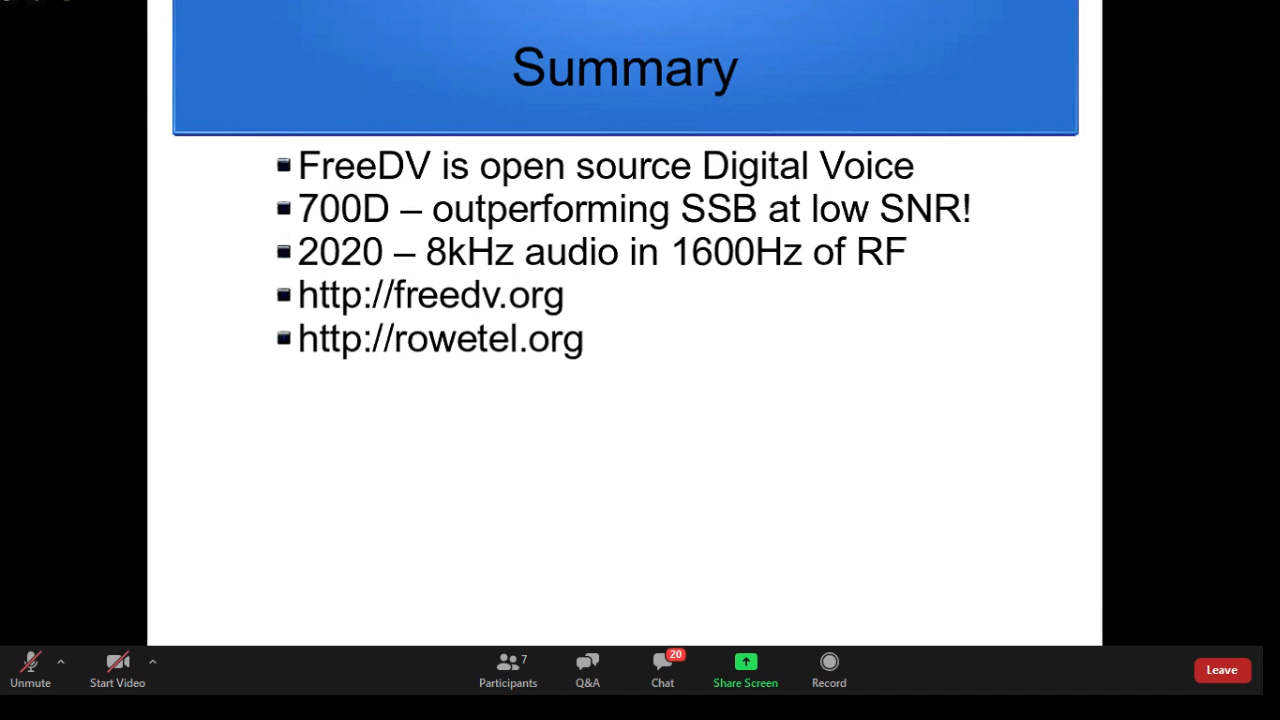 Summary
FreeDV is open source Digital Voice
700D – outperforming SSB at low SNR!
2020 – 8kHz audio in 1600Hz of RF
http://freedv.org
http://rowetel.org
7
20
Unmute
Start Video
Participants
Q&A
Chat
Share Screen
Record
Leave